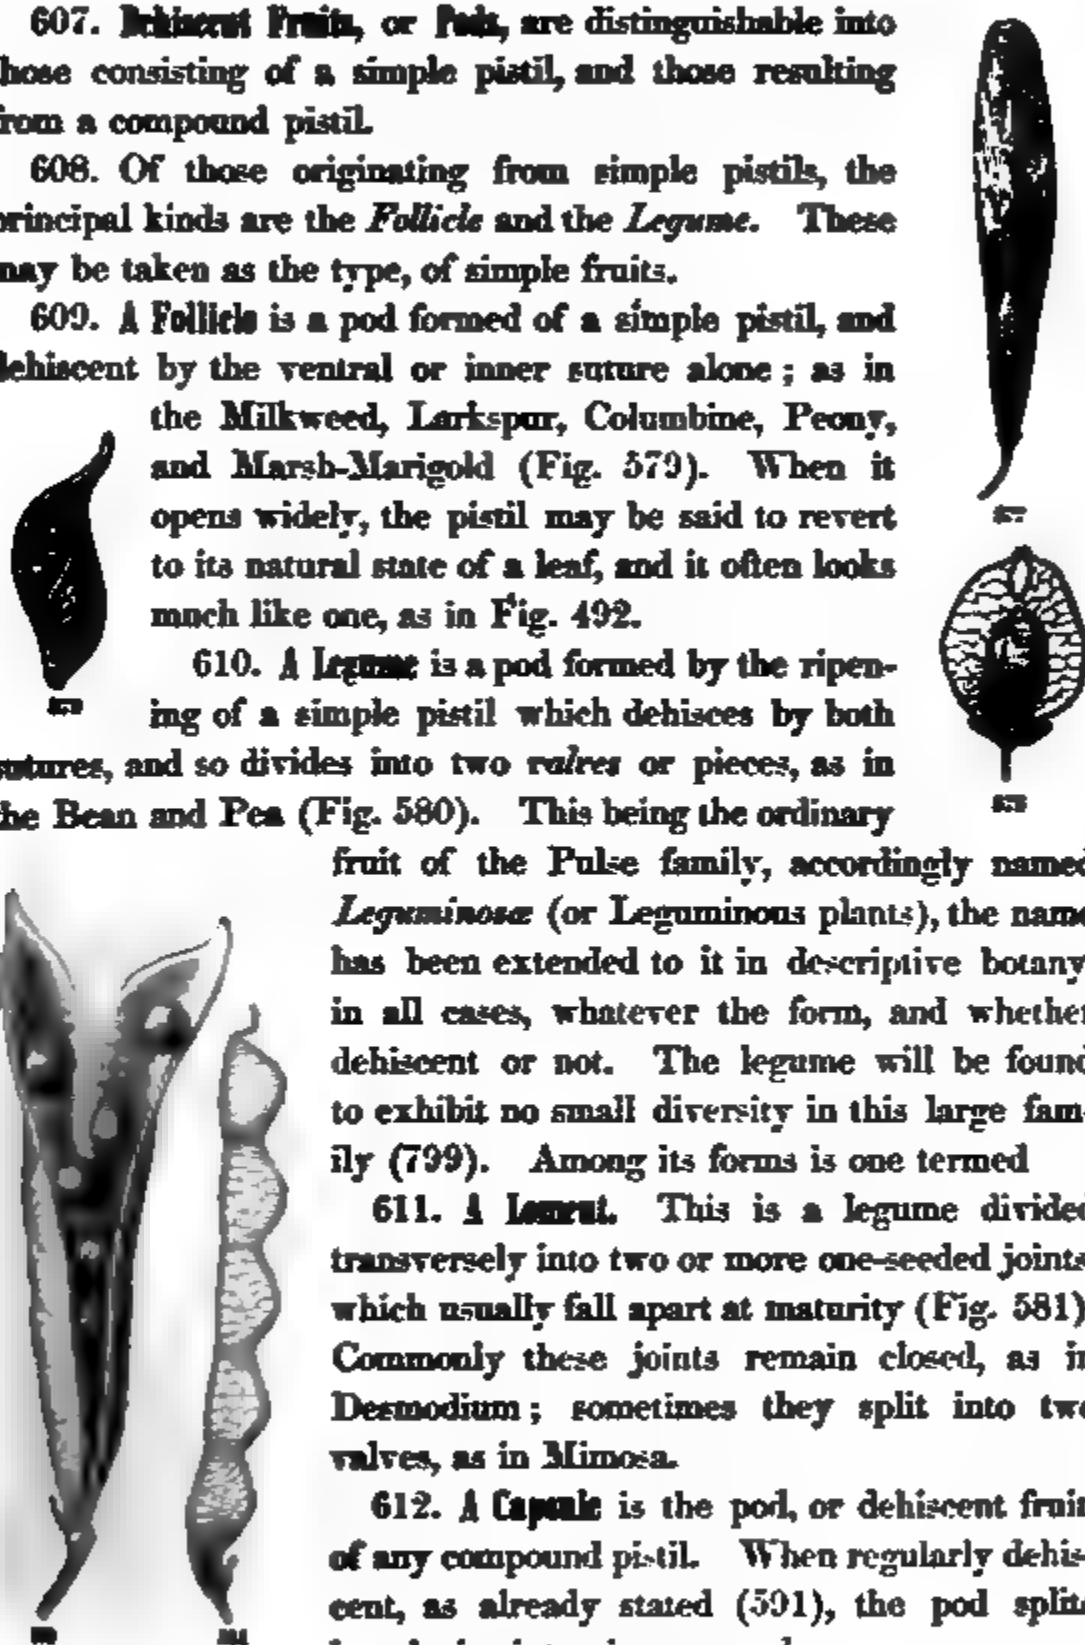 607. Dehiscent Fruits, or Pods, are distinguishable into
those consisting of a simple pistil, and those resulting
from a compound pistil.
608. Of those originating from simple pistils, the
principal kinds are the Follicle and the Legume. These
may be taken as the type, of simple fruits.
609. A Follicle is a pod formed of a simple pistil, and
dehiscent by the ventral or inner suture alone; as in
the Milkweed, Larkspur, Columbine, Peony,
and Marsh-Marigold (Fig. 579). When it
opens widely, the pistil may be said to revert
to its natural state of a leaf, and it often looks
much like one, as in Fig. 492.
610. A Legume is a pod formed by the ripen-
ing of a simple pistil which dehisces by both
sutures, and so divides into two valves or pieces, as in
the Bean and Pea (Fig. 580). This being the ordinary
fruit of the Pulse family, accordingly named
Leguminosæ (or Leguminous plants), the name
has been extended to it in descriptive botany
in all cases, whatever the form, and whether
dehiscent or not. The legume will be found
to exhibit no small diversity in this large fam-
ily (799). Among its forms is one termed
611. A Loment. This is a legume divided
transversely into two or more one-seeded joints
which usually fall apart at maturity (Fig. 581)
Commonly these joints remain closed, as in
Desmodium; sometimes they split into two
valves, as in Mimosa.
612. A Capsule is the pod, or dehiscent fruit
of any compound pistil. When regularly dehis-
cent, as already stated (591), the pod splits